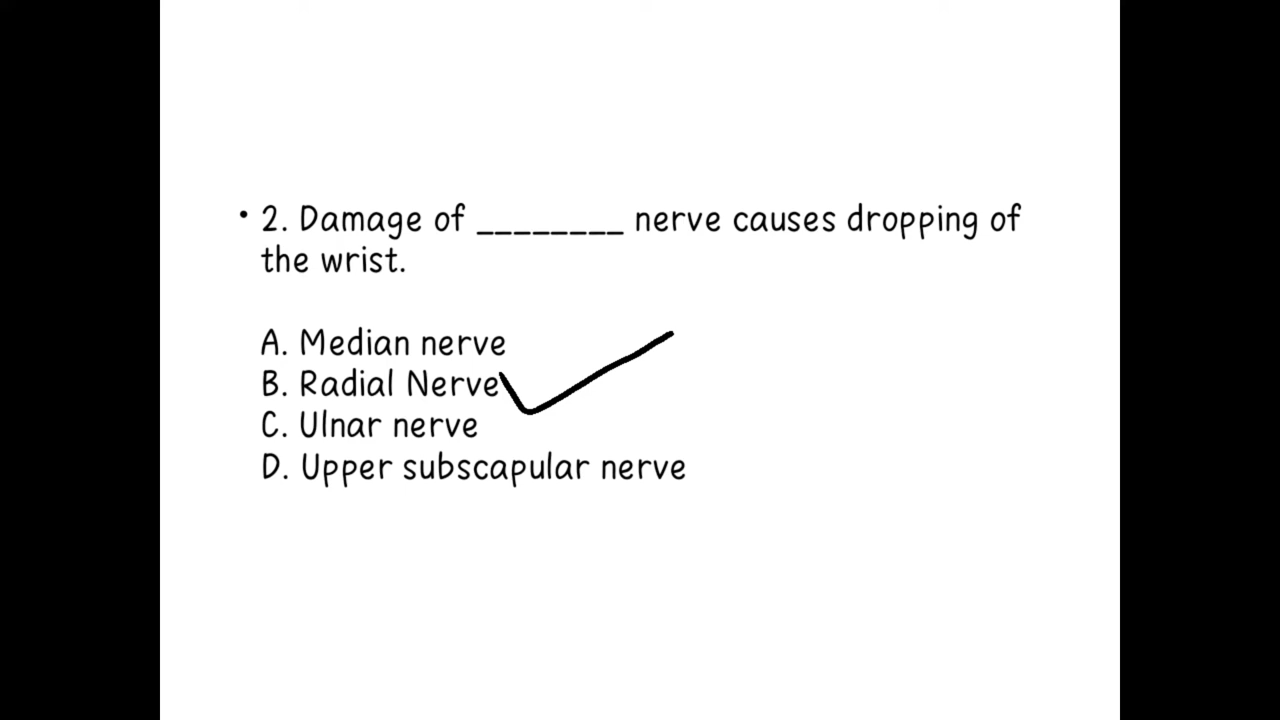 • 2. Damage of ________ nerve causes dropping of
the wrist.
A. Median nerve
B. Radial Nerve
C. Ulnar nerve
D. Upper subscapular nerve